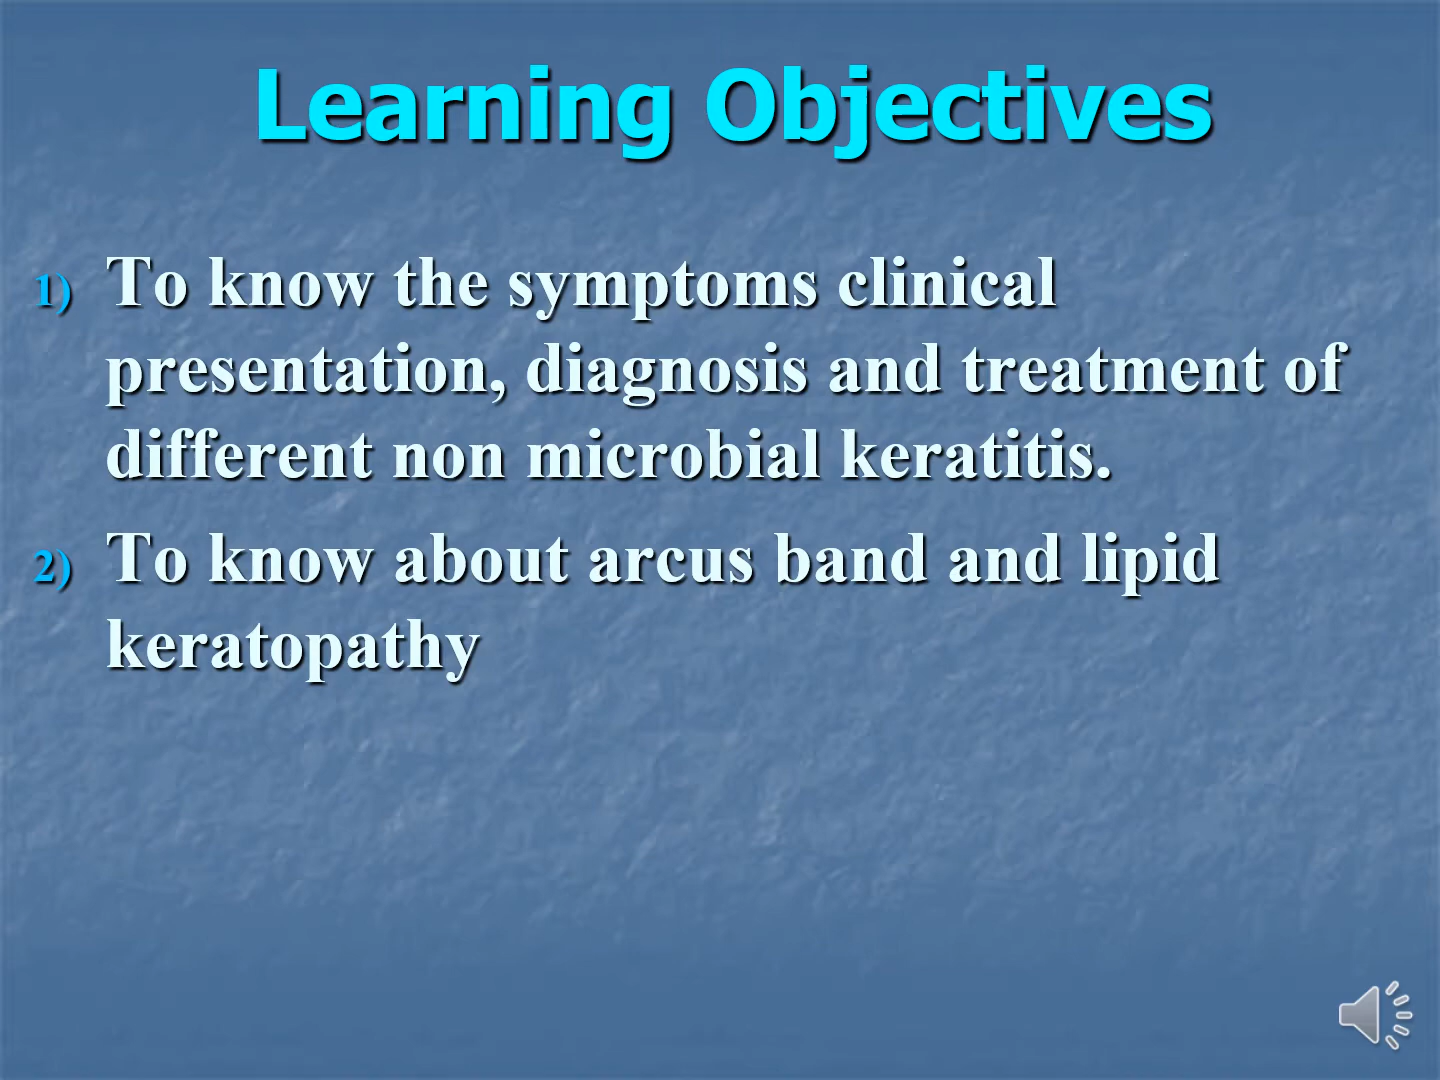 Learning Objectives
1) To know the symptoms clinical
presentation, diagnosis and treatment of
different non microbial keratitis.
2) To know about arcus band and lipid
keratopathy